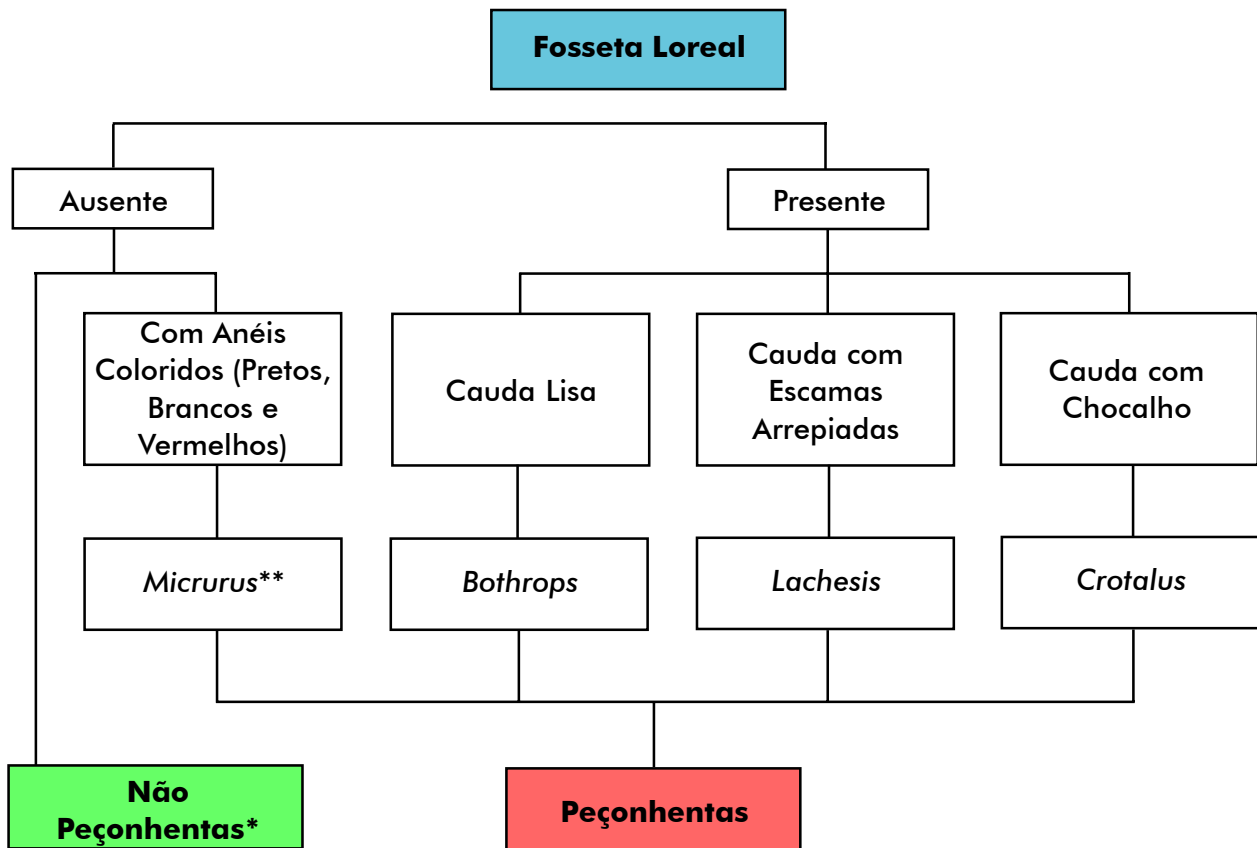 Fosseta Loreal
Ausente
Presente
Com Anéis
Coloridos (Pretos,
Brancos e
Vermelhos)
Cauda Lisa
Cauda com
Escamas
Arrepiadas
Cauda com
Chocalho
Micrurus**
Bothrops
Lachesis
Crotalus
Não
Peçonhentas*
Peçonhentas